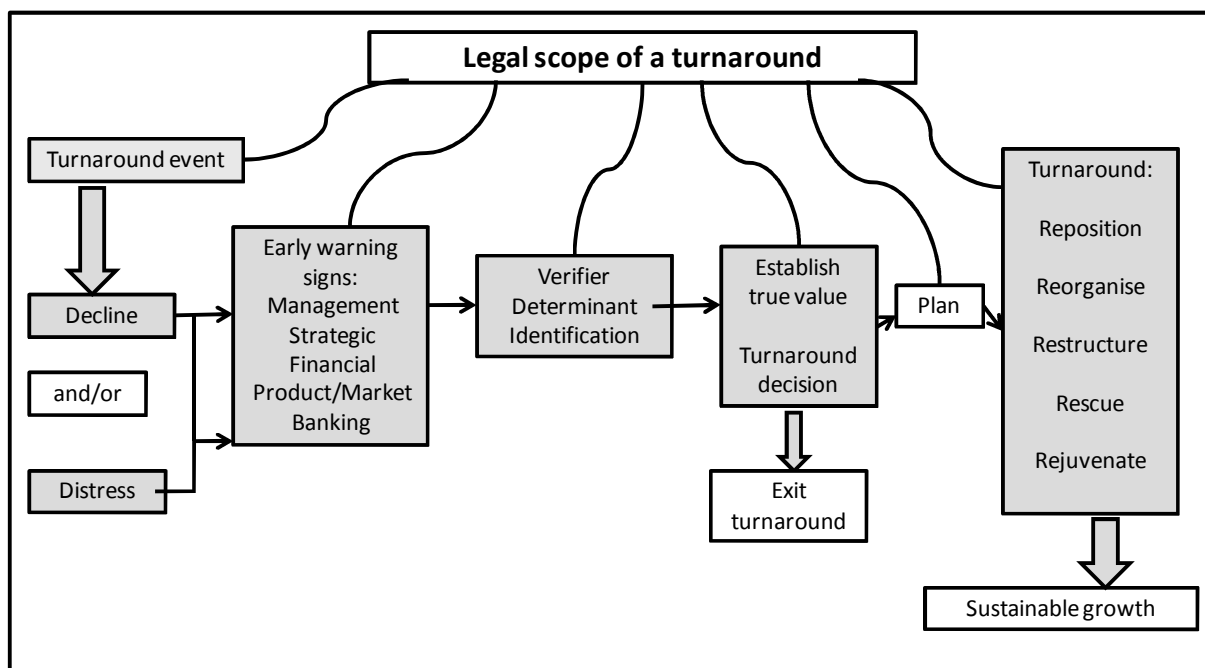 Legal scope of a turnaround
Turnaround event
Decline
and/or
Distress
Early warning
signs:
Management
Strategic
Financial
Product/Market
Banking
Verifier
Determinant
Identification
Establish
true value
Turnaround
decision
Exit
turnaround
Plan
Turnaround:
Reposition
Reorganise
Restructure
Rescue
Rejuvenate
Sustainable growth